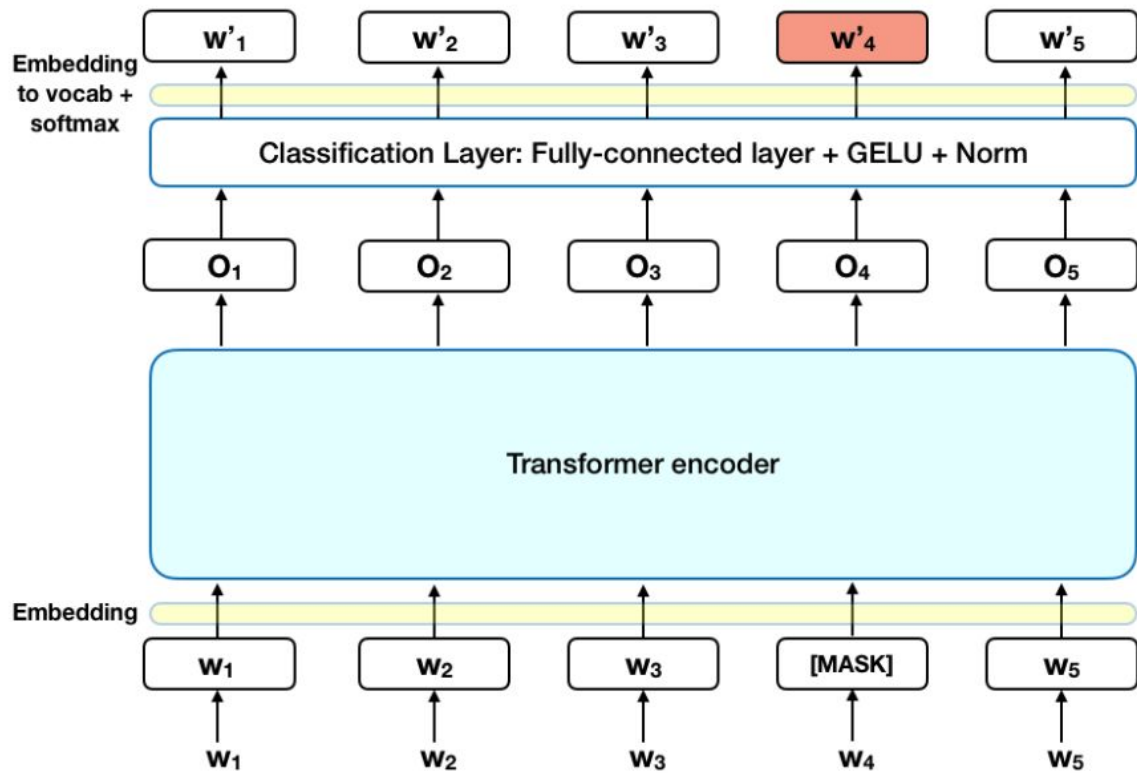 w'₁ w'₂ w'₃ w'₄ w'₅
Embedding
to vocab +
softmax
Classification Layer: Fully-connected layer + GELU + Norm
O₁ O₂ O₃ O₄ O₅
Transformer encoder
Embedding
W₁ W₂ W₃ [MASK] W₅
W₁ W₂ W₃ W₄ W₅